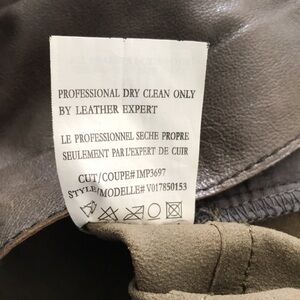 PROFESSIONAL DRY CLEAN ONLY
BY LEATHER EXPERT
LE PROFESSIONNEL SECHE PROPRE
SEULEMENT PAR L'EXPERT DE CUIR
CUT/COUPE# IMP3697
STYLE/MODELLE# V017850153